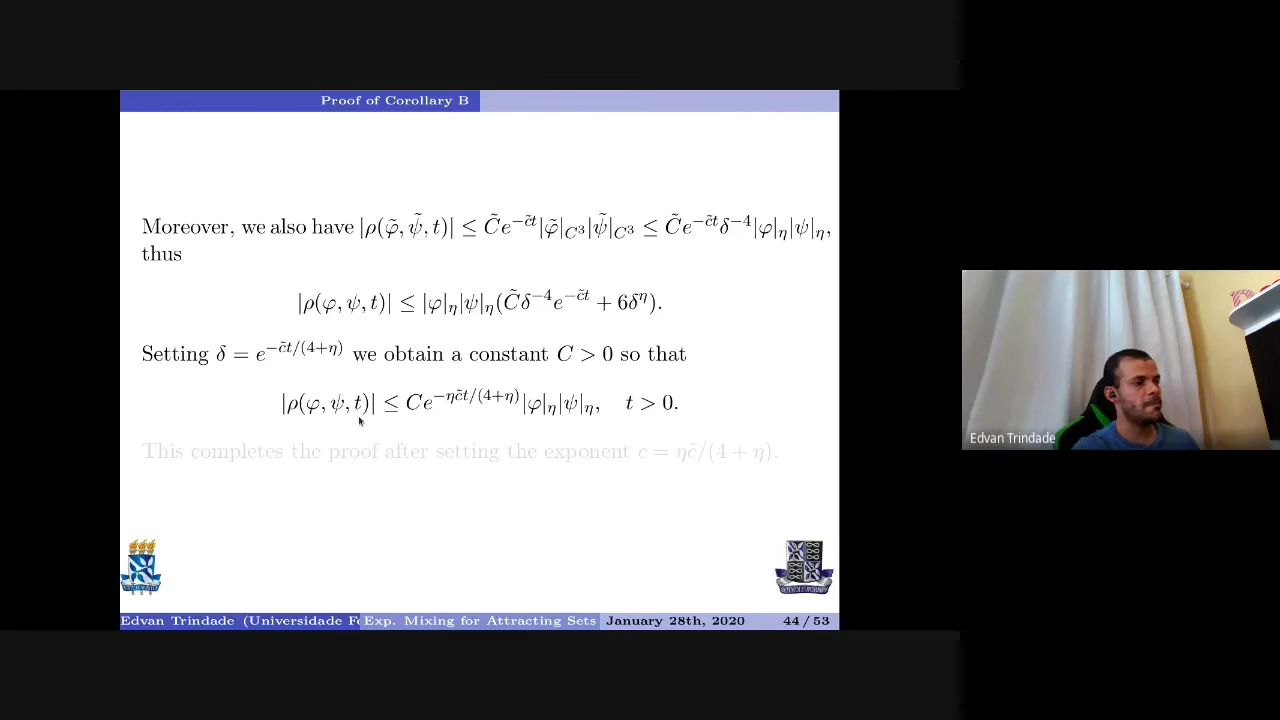 Proof of Corollary B
Moreover, we also have |ρ(φ̃, ψ̃, t)| ≤ C̃e^{−c̃t}|φ̃|_{C³}|ψ̃|_{C³} ≤ C̃e^{−c̃t}δ^{−4}|φ|_η|ψ|_η,
thus
|ρ(φ, ψ, t)| ≤ |φ|_η|ψ|_η(C̃δ^{−4}e^{−c̃t} + 6δ^η).
Setting δ = e^{−c̃t/(4+η)} we obtain a constant C > 0 so that
|ρ(φ, ψ, t)| ≤ Ce^{−ηc̃t/(4+η)}|φ|_η|ψ|_η, t > 0.
This completes the proof after setting the exponent c = ηc̃/(4 + η).
Edvan Trindade (Universidade Fe Exp. Mixing for Attracting Sets January 28th, 2020 44 / 53
Edvan Trindade